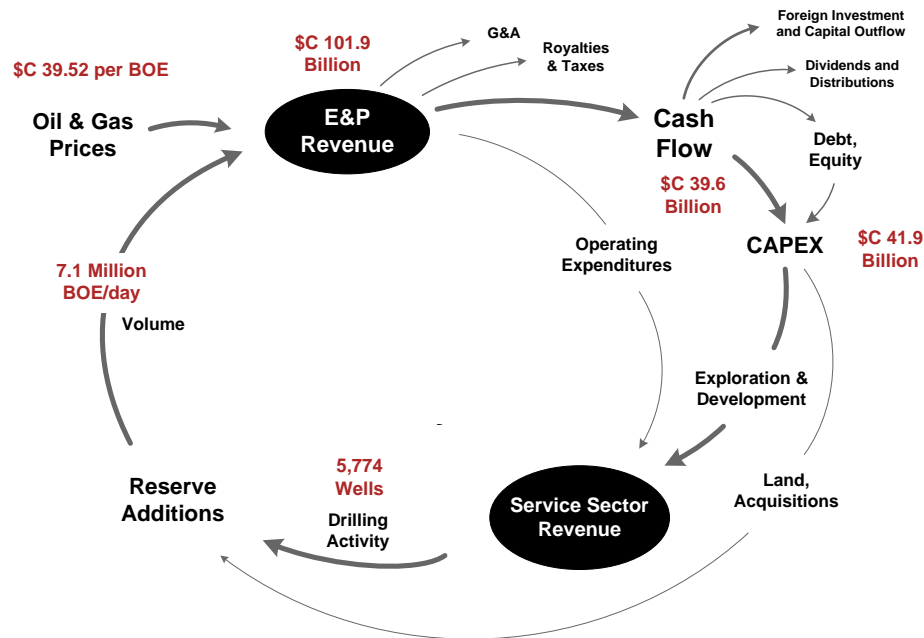 Foreign Investment
and Capital Outflow
G&A
$C 101.9
Billion
Royalties
& Taxes
$C 39.52 per BOE
Dividends and
Distributions
E&P
Revenue
Oil & Gas
Prices
Cash
Flow
Debt,
Equity
$C 39.6
Billion
CAPEX
$C 41.9
Billion
Operating
Expenditures
7.1 Million
BOE/day
Volume
Exploration &
Development
5,774
Wells
Reserve
Additions
Drilling
Activity
Service Sector
Revenue
Land,
Acquisitions